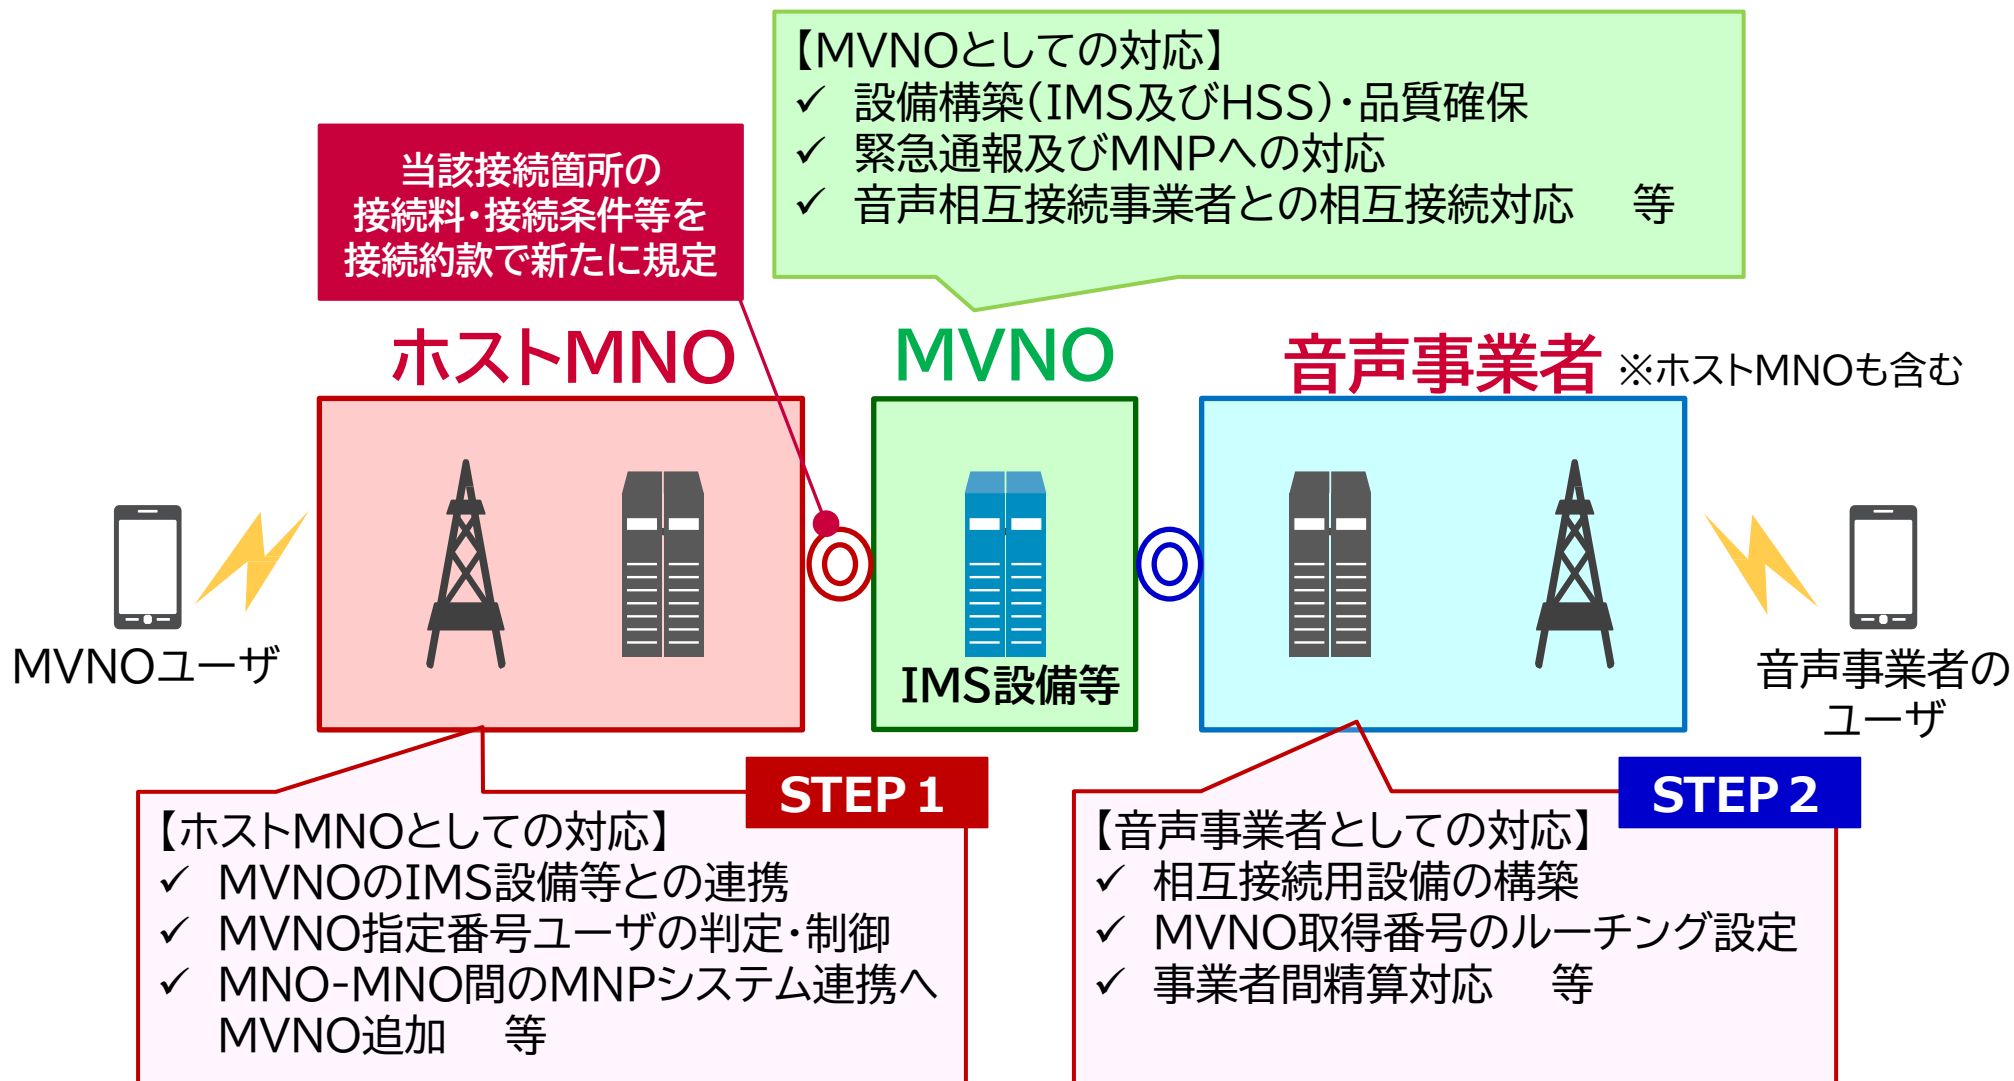 【MVNOとしての対応】
✓ 設備構築(IMS及びHSS)・品質確保
✓ 緊急通報及びMNPへの対応
✓ 音声相互接続事業者との相互接続対応 等
当該接続箇所の
接続料・接続条件等を
接続約款で新たに規定
ホストMNO
MVNO
音声事業者 ※ホストMNOも含む
MVNOユーザ
IMS設備等
音声事業者の
ユーザ
STEP1
【ホストMNOとしての対応】
✓ MVNOのIMS設備等との連携
✓ MVNO指定番号ユーザの判定・制御
✓ MNO-MNO間のMNPシステム連携へ
MVNO追加 等
STEP2
【音声事業者としての対応】
✓ 相互接続用設備の構築
✓ MVNO取得番号のルーチング設定
✓ 事業者間精算対応 等